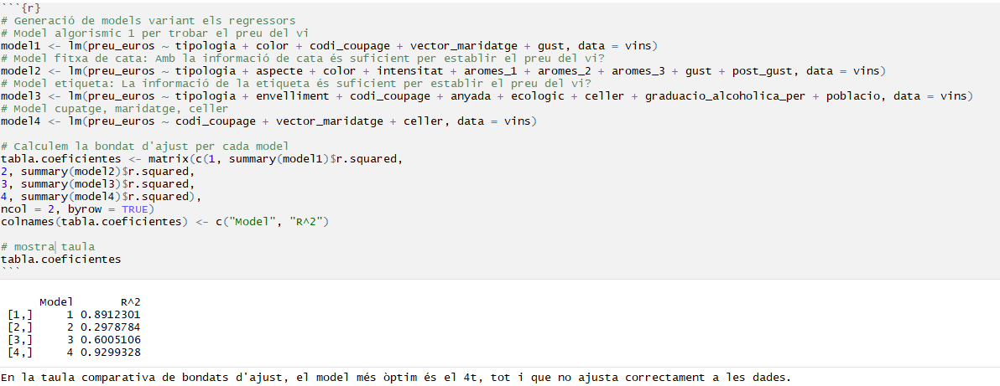 ```{r}
# Generació de models variant els regressors
# Model algorismic 1 per trobar el preu del vi
model1 <- lm(preu_euros ~ tipologia + color + codi_coupage + vector_maridatge + gust, data = vins)
# Model fitxa de cata: Amb la informació de cata és suficient per establir el preu del vi?
model2 <- lm(preu_euros ~ tipologia + aspecte + color + intensitat + aromes_1 + aromes_2 + aromes_3 + gust + post_gust, data = vins)
# Model etiqueta: La informació de la etiqueta és suficient per establir el preu del vi?
model3 <- lm(preu_euros ~ tipologia + envelliment + codi_coupage + anyada + ecologic + celler + graduacio_alcoholica_per + poblacio, data = vins)
# Model cupatge, maridatge, celler
model4 <- lm(preu_euros ~ codi_coupage + vector_maridatge + celler, data = vins)
# Calculem la bondat d'ajust per cada model
tabla.coeficientes <- matrix(c(1, summary(model1)$r.squared,
2, summary(model2)$r.squared,
3, summary(model3)$r.squared,
4, summary(model4)$r.squared),
ncol = 2, byrow = TRUE)
colnames(tabla.coeficientes) <- c("Model", "R^2")
# mostra taula
tabla.coeficientes
```
Model R^2
[1,] 1 0.8912301
[2,] 2 0.2978784
[3,] 3 0.6005106
[4,] 4 0.9299328
En la taula comparativa de bondats d'ajust, el model més òptim és el 4t, tot i que no ajusta correctament a les dades.